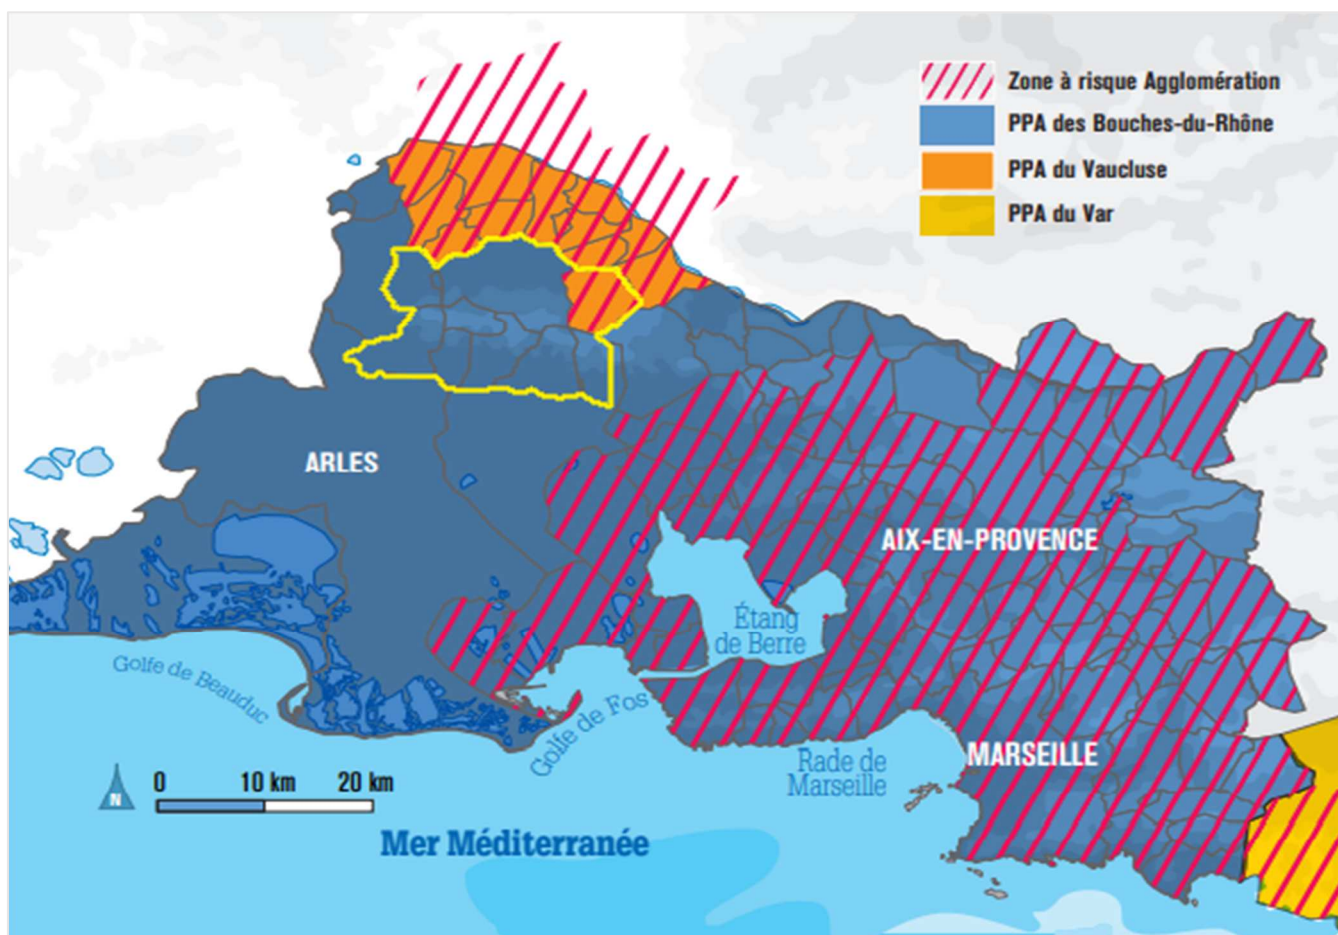 Zone à risque Agglomération
PPA des Bouches-du-Rhône
PPA du Vaucluse
PPA du Var
ARLES
AIX-EN-PROVENCE
Étang
de Berre
Golfe de Beauduc
Golfe de Fos
MARSEILLE
Rade de
Marseille
0 10 km 20 km
N
Mer Méditerranée